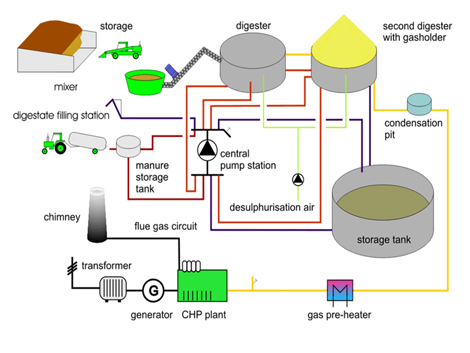 storage
digester
second digester
with gasholder
mixer
digestate filling station
condensation
pit
manure
storage
tank
central
pump station
desulphurisation air
chimney
flue gas circuit
storage tank
transformer
G
generator
CHP plant
gas pre-heater